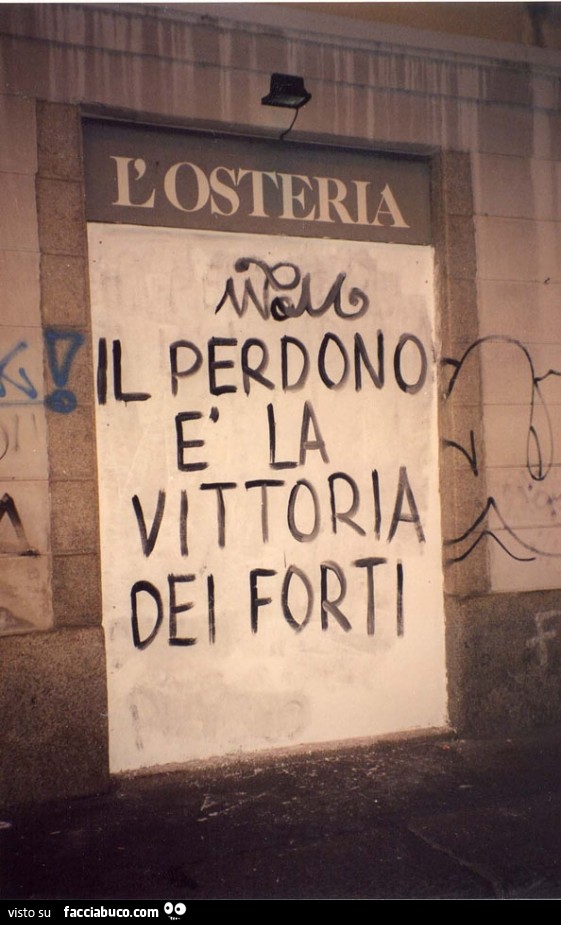 L'OSTERIA
IL PERDONO
E' LA
VITTORIA
DEI FORTI
visto su facciabuco.com